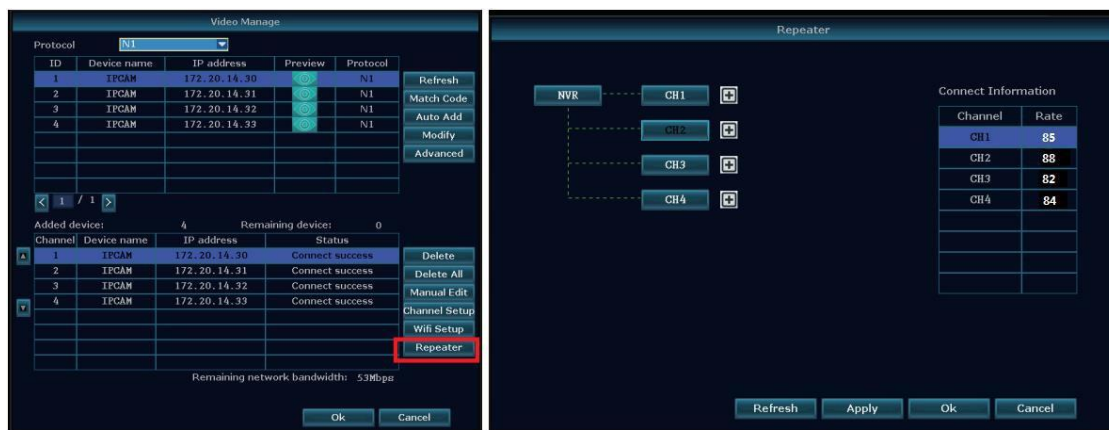 Video Manage
Protocol N1
ID Device name IP address Preview Protocol
1 IPCAM 172.20.14.30 N1
2 IPCAM 172.20.14.31 N1
3 IPCAM 172.20.14.32 N1
4 IPCAM 172.20.14.33 N1
Refresh
Match Code
Auto Add
Modify
Advanced
< 1 / 1 >
Added device: 4 Remaining device: 0
Channel Device name IP address Status
1 IPCAM 172.20.14.30 Connect success
2 IPCAM 172.20.14.31 Connect success
3 IPCAM 172.20.14.32 Connect success
4 IPCAM 172.20.14.33 Connect success
Delete
Delete All
Manual Edit
Channel Setup
Wifi Setup
Repeater
Remaining network bandwidth: 53Mbps
Ok Cancel
Repeater
NVR CH1
CH2
CH3
CH4
Connect Information
Channel Rate
CH1 85
CH2 88
CH3 82
CH4 84
Refresh Apply Ok Cancel